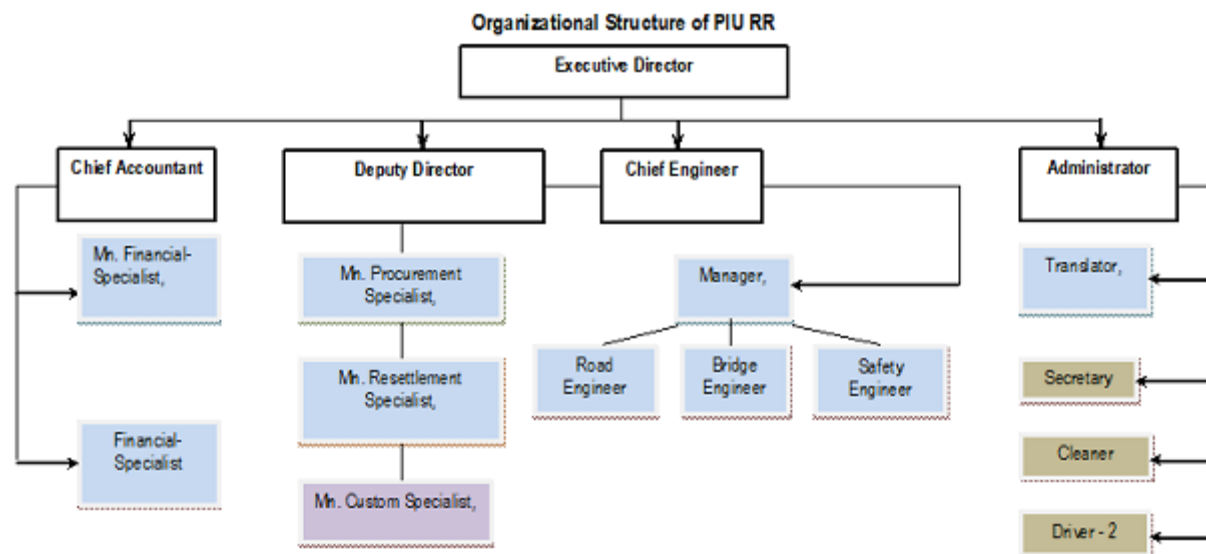 Organizational Structure of PIU RR
Executive Director
Chief Accountant
Deputy Director
Chief Engineer
Administrator
Mn. Financial-
Specialist,
Financial-
Specialist
Mn. Procurement
Specialist,
Mn. Resettlement
Specialist,
Mn. Custom Specialist,
Manager,
Road
Engineer
Bridge
Engineer
Safety
Engineer
Translator,
Secretary
Cleaner
Driver - 2